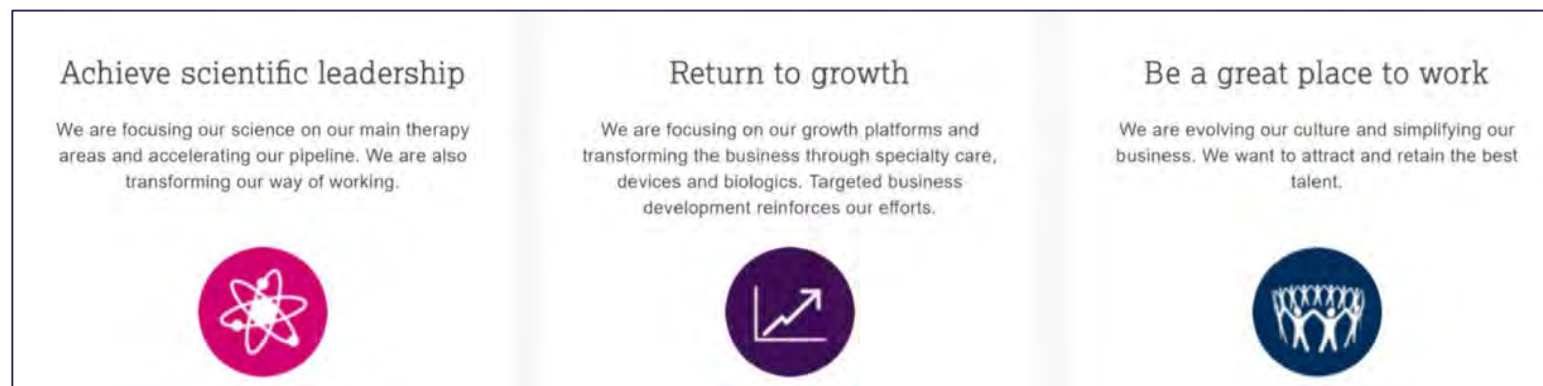 Achieve scientific leadership
We are focusing our science on our main therapy
areas and accelerating our pipeline. We are also
transforming our way of working.
Return to growth
We are focusing on our growth platforms and
transforming the business through specialty care,
devices and biologics. Targeted business
development reinforces our efforts.
Be a great place to work
We are evolving our culture and simplifying our
business. We want to attract and retain the best
talent.